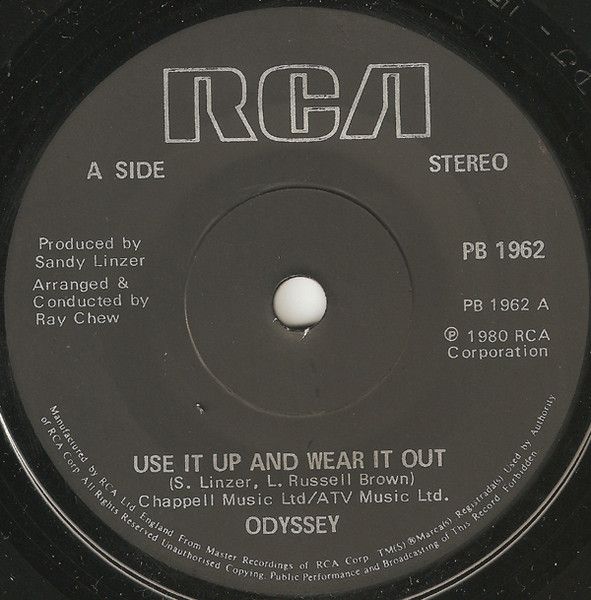 RCA
A SIDE
STEREO
Produced by
Sandy Linzer
Arranged &
Conducted by
Ray Chew
PB 1962
PB 1962 A
℗ 1980 RCA
Corporation
USE IT UP AND WEAR IT OUT
(S. Linzer, L. Russell Brown)
Chappell Music Ltd/ATV Music Ltd.
ODYSSEY
Manufactured by RCA Ltd. England From Master Recordings of RCA Corp. TM(S)®Marca(s) Registrada(s) Used by Authority
of RCA Corp All Rights Reserved Unauthorised Copying, Public Performance and Broadcasting of This Record Forbidden